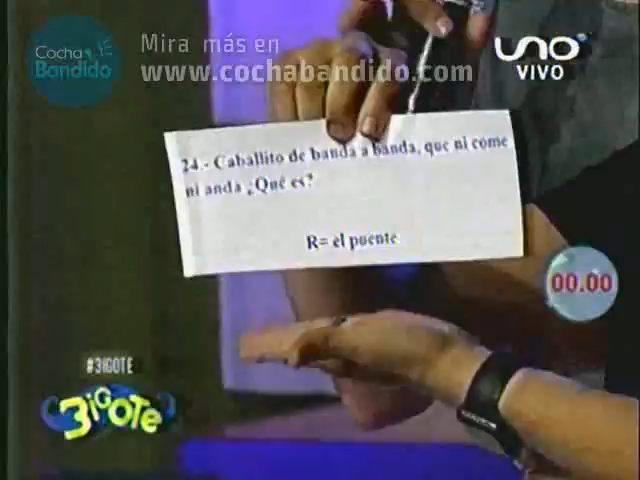 Cocha
Bandido
Mira más en
www.cochabandido.com
uno
VIVO
24.- Caballito de banda a banda, que ni come
ni anda ¿Qué es?
R= el puente
00.00
#3IGOTE
3iGOTE